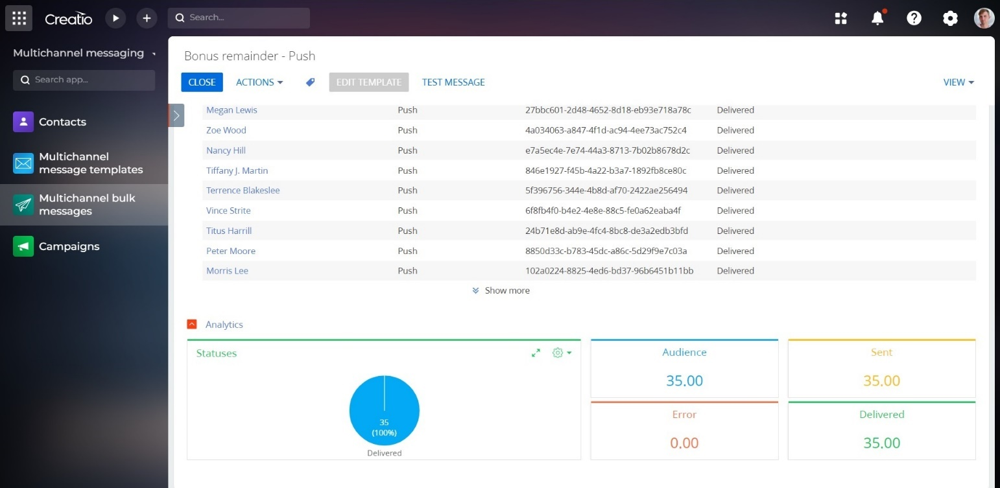 Creatio
Search...
Multichannel messaging
Search app...
Contacts
Multichannel
message templates
Multichannel bulk
messages
Campaigns
Bonus remainder - Push
CLOSE ACTIONS EDIT TEMPLATE TEST MESSAGE VIEW
Megan Lewis Push 27bbc601-2d48-4652-8d18-eb93e718a78c Delivered
Zoe Wood Push 4a034063-a847-4f1d-ac94-4ee73ac752c4 Delivered
Nancy Hill Push e7a5ec4e-7e74-44a3-8713-7b02b8678d2c Delivered
Tiffany J. Martin Push 846e1927-f45b-4a22-b3a7-1892fb8ce80c Delivered
Terrence Blakeslee Push 5f396756-344e-4b8d-af70-2422ae256494 Delivered
Vince Strite Push 6f8fb4f0-b4e2-4e8e-88c5-fe0a62eaba4f Delivered
Titus Harrill Push 24b71e8d-ab9e-4fc4-8bc8-de3a2edb3bfd Delivered
Peter Moore Push 8850d33c-b783-45dc-a86c-5d29f9e7c03a Delivered
Morris Lee Push 102a0224-8825-4ed6-bd37-96b6451b11bb Delivered
Show more
Analytics
Statuses
35
(100%)
Delivered
Audience
35.00
Sent
35.00
Error
0.00
Delivered
35.00